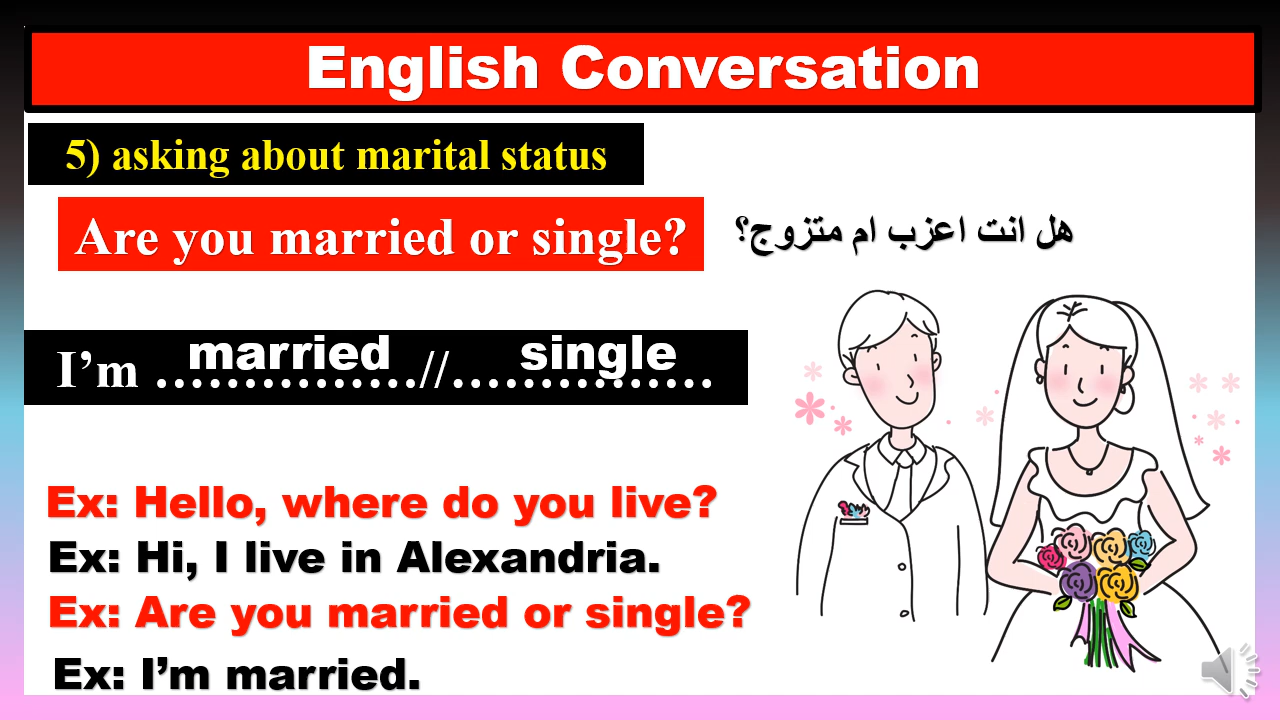 English Conversation
5) asking about marital status
Are you married or single?
هل انت اعزب ام متزوج؟
I’m ……married………//……single………
Ex: Hello, where do you live?
Ex: Hi, I live in Alexandria.
Ex: Are you married or single?
Ex: I’m married.